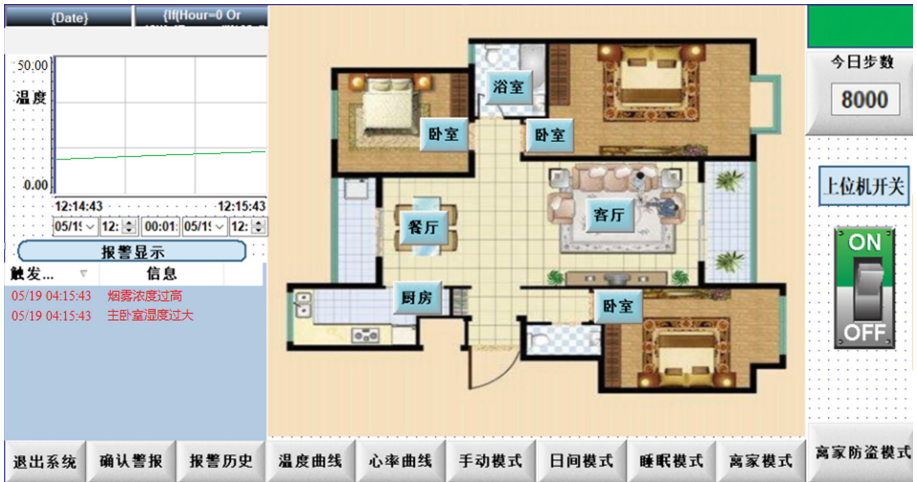 {Date}
{If(Hour=0 Or
50.00
温度
0.00
12:14:43
12:15:43
05/1
12:
00:01:
05/1
12:
报警显示
触发...
信息
05/19 04:15:43 烟雾浓度过高
05/19 04:15:43 主卧室湿度过大
浴室
卧室
卧室
餐厅
客厅
厨房
卧室
今日步数
8000
上位机开关
ON
OFF
退出系统
确认警报
报警历史
温度曲线
心率曲线
手动模式
日间模式
睡眠模式
离家模式
离家防盗模式